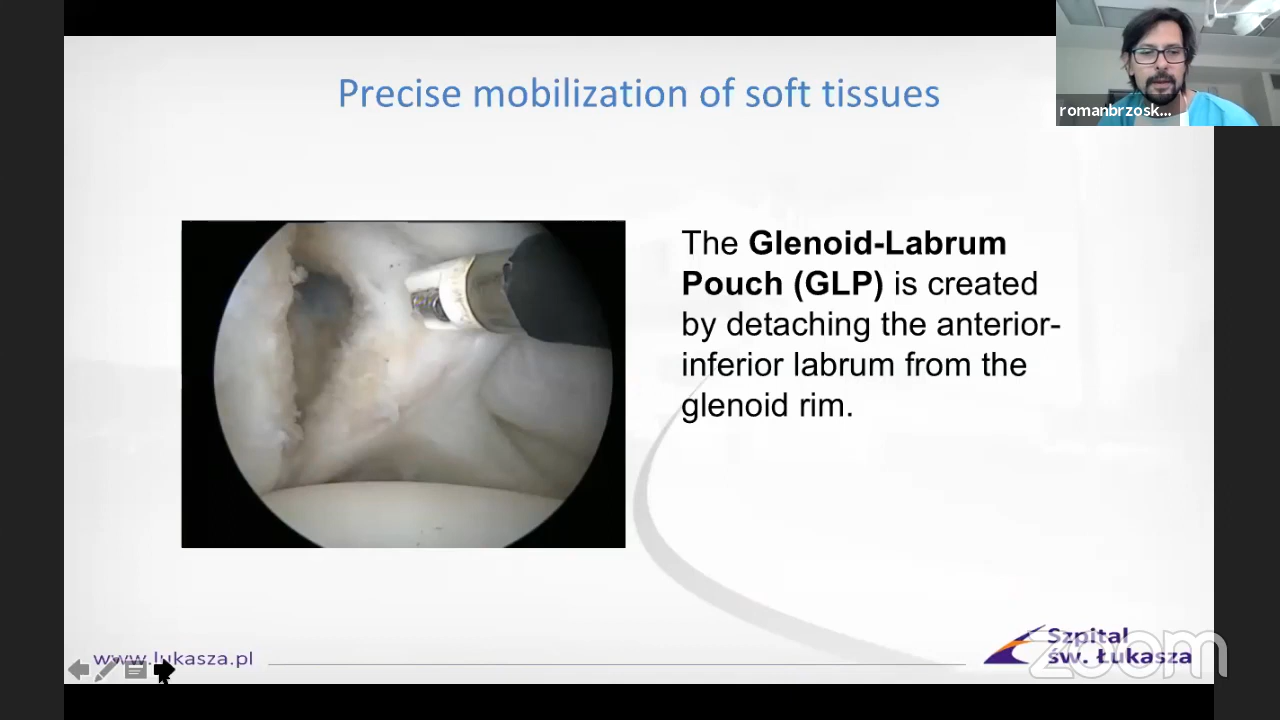 Precise mobilization of soft tissues
romanbrzosk...
The Glenoid-Labrum
Pouch (GLP) is created
by detaching the anterior-
inferior labrum from the
glenoid rim.
www.lukasza.pl
Szpital
św. Łukasza
zoom